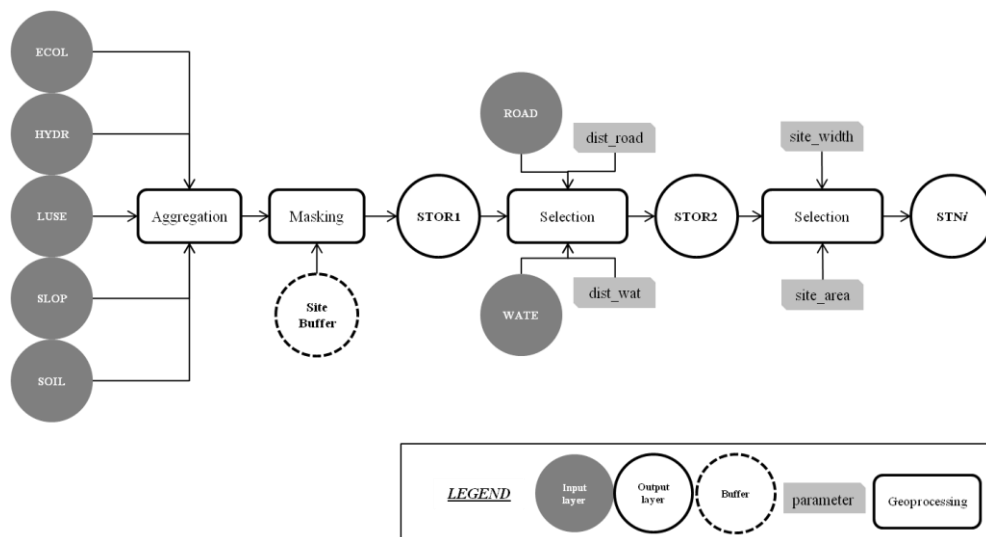 ECOL
HYDR
LUSE
SLOP
SOIL
Aggregation
Masking
Site
Buffer
STOR1
ROAD
dist_road
Selection
WATE
dist_wat
STOR2
site_width
Selection
site_area
STNi
LEGEND
Input
layer
Output
layer
Buffer
parameter
Geoprocessing